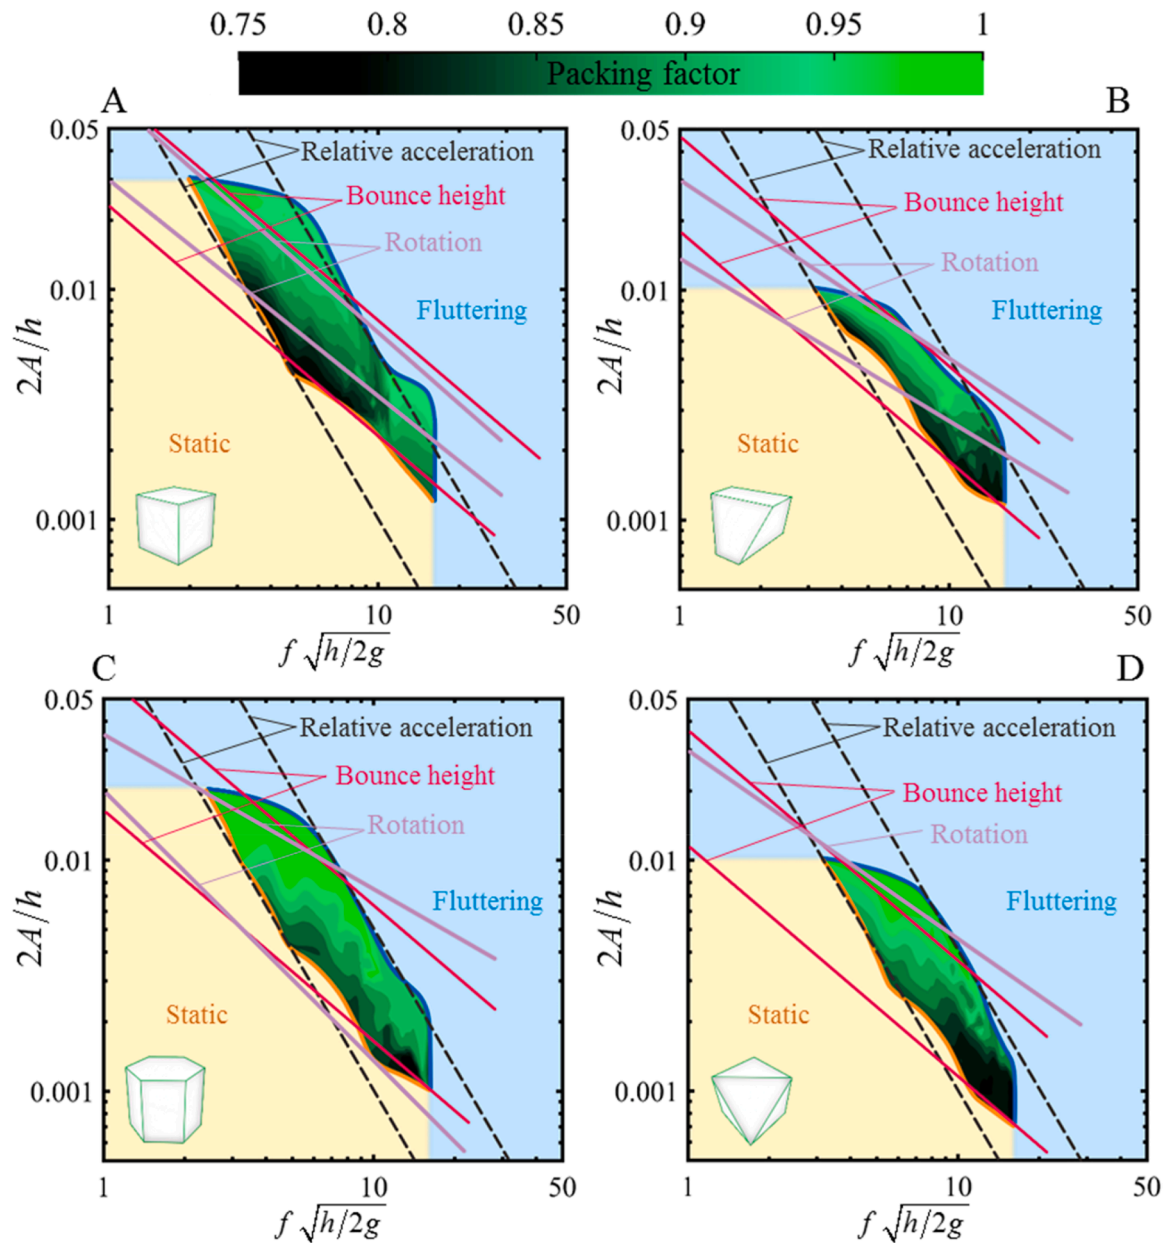 0.75 0.8 0.85 0.9 0.95 1
Packing factor
A
0.05
0.01
0.001
2A/h
Relative acceleration
Bounce height
Rotation
Fluttering
Static
1 10 50
f√h/2g
B
0.05
0.01
0.001
2A/h
Relative acceleration
Bounce height
Rotation
Fluttering
Static
1 10 50
f√h/2g
C
0.05
0.01
0.001
2A/h
Relative acceleration
Bounce height
Rotation
Fluttering
Static
1 10 50
f√h/2g
D
0.05
0.01
0.001
2A/h
Relative acceleration
Bounce height
Rotation
Fluttering
Static
1 10 50
f√h/2g